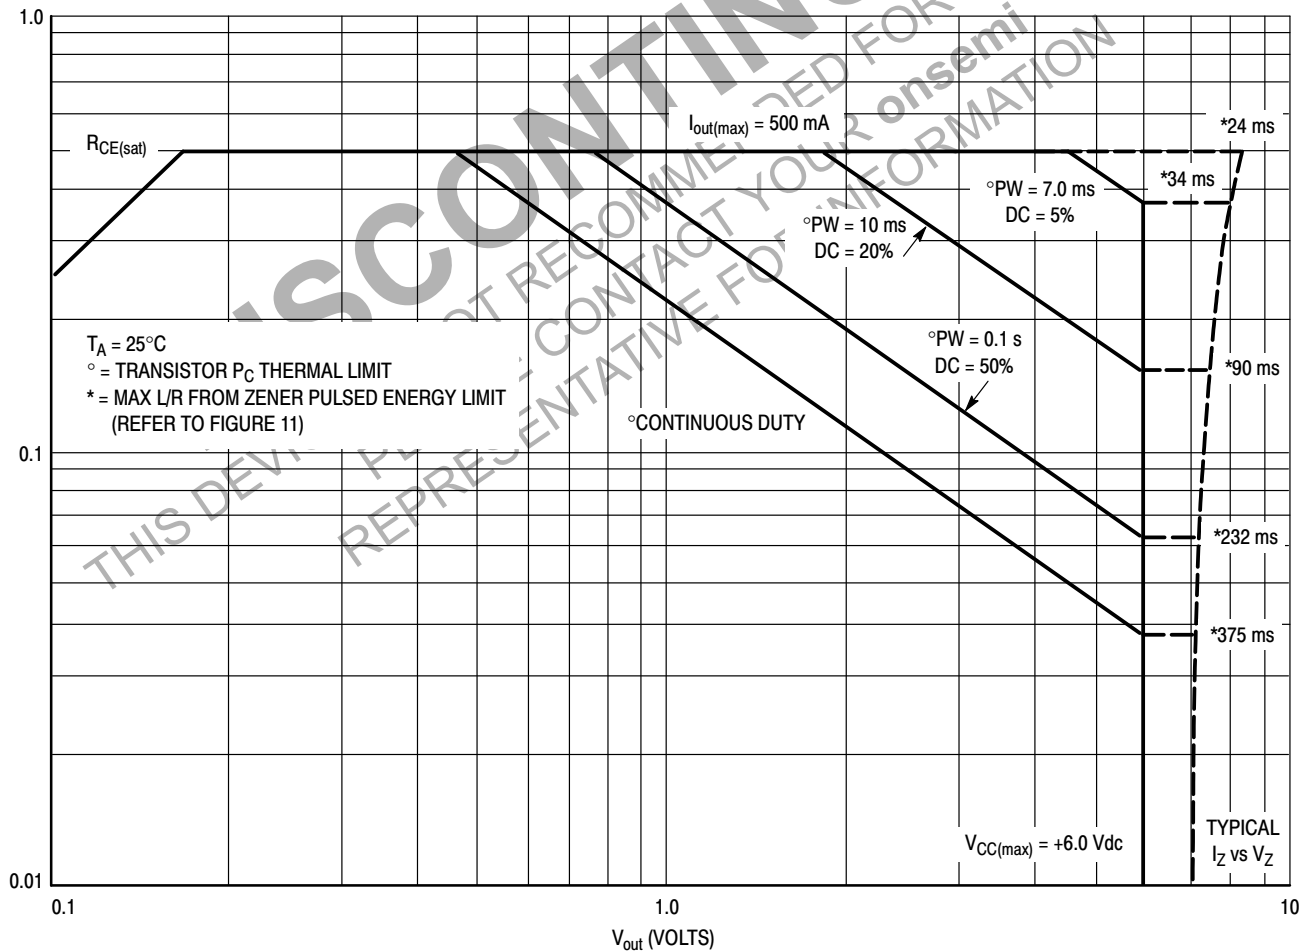 1.0
DISCONTINU
THIS DEVICE
NOT RECOMMENDED FOR
PLEASE CONTACT YOUR onsemi
REPRESENTATIVE FOR INFORMATION
Iout(max) = 500 mA
*24 ms
RCE(sat)
*34 ms
°PW = 7.0 ms
DC = 5%
°PW = 10 ms
DC = 20%
TA = 25°C
° = TRANSISTOR PC THERMAL LIMIT
* = MAX L/R FROM ZENER PULSED ENERGY LIMIT
(REFER TO FIGURE 11)
°PW = 0.1 s
DC = 50%
*90 ms
°CONTINUOUS DUTY
0.1
*232 ms
*375 ms
VCC(max) = +6.0 Vdc
TYPICAL
IZ vs VZ
0.01
0.1
1.0
10
Vout (VOLTS)